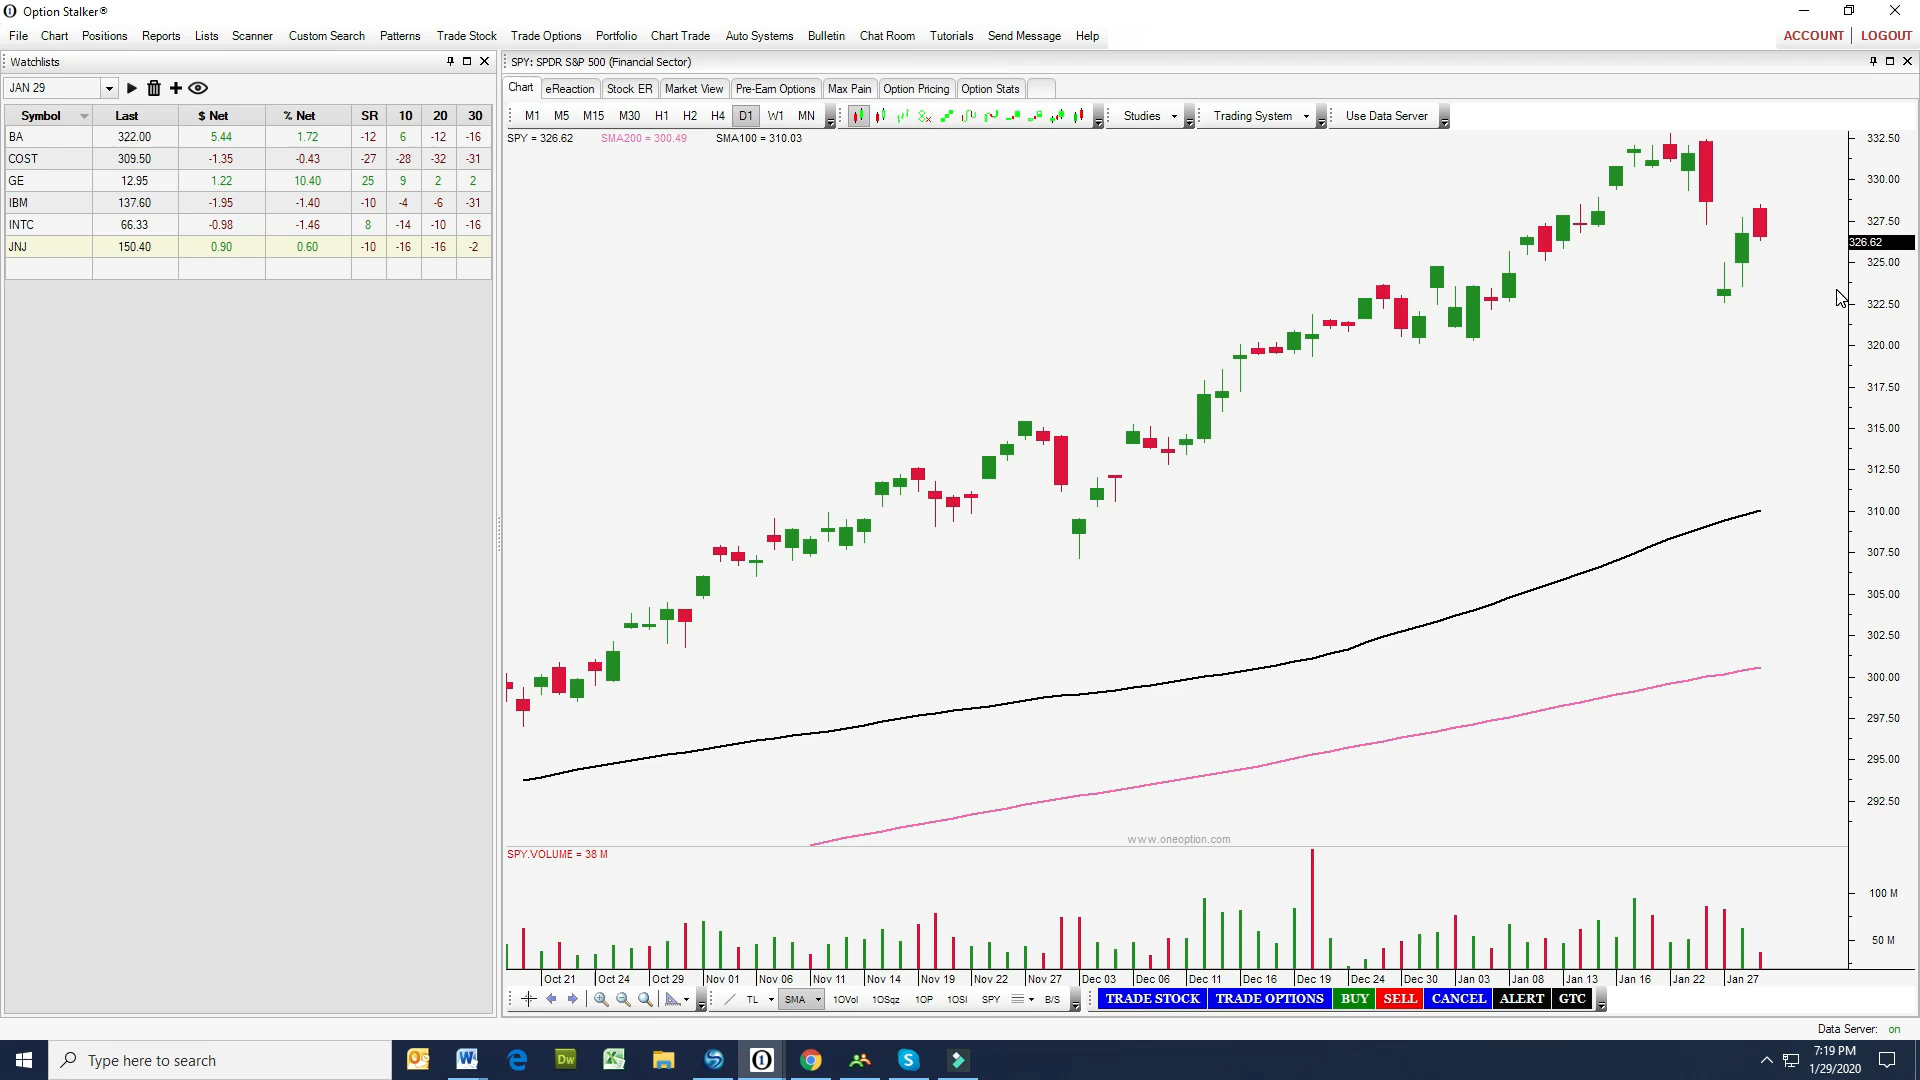 Option Stalker®
File Chart Positions Reports Lists Scanner Custom Search Patterns Trade Stock Trade Options Portfolio Chart Trade Auto Systems Bulletin Chat Room Tutorials Send Message Help ACCOUNT LOGOUT
Watchlists
SPY: SPDR S&P 500 (Financial Sector)
JAN 29
Chart eReaction Stock ER Market View Pre-Earn Options Max Pain Option Pricing Option Stats
Symbol Last $ Net % Net SR 10 20 30
M1 M5 M15 M30 H1 H2 H4 D1 W1 MN Studies Trading System Use Data Server
BA 322.00 5.44 1.72 -12 6 -12 -16
COST 309.50 -1.35 -0.43 -27 -28 -32 -31
GE 12.95 1.22 10.40 25 9 2 2
IBM 137.60 -1.95 -1.40 -10 -4 -6 -31
INTC 66.33 -0.98 -1.46 8 -14 -10 -16
JNJ 150.40 0.90 0.60 -10 -16 -16 -2
SPY = 326.62 SMA200 = 300.49 SMA100 = 310.03
332.50
330.00
327.50
326.62
325.00
322.50
320.00
317.50
315.00
312.50
310.00
307.50
305.00
302.50
300.00
297.50
295.00
292.50
www.oneoption.com
SPY.VOLUME = 38 M
100 M
50 M
Oct 21 Oct 24 Oct 29 Nov 01 Nov 06 Nov 11 Nov 14 Nov 19 Nov 22 Nov 27 Dec 03 Dec 06 Dec 11 Dec 16 Dec 19 Dec 24 Dec 30 Jan 03 Jan 08 Jan 13 Jan 16 Jan 22 Jan 27
TL SMA 1OVol 1OSqz 1OP 1OSI SPY B/S TRADE STOCK TRADE OPTIONS BUY SELL CANCEL ALERT GTC
Data Server: on
Type here to search
7:19 PM
1/29/2020